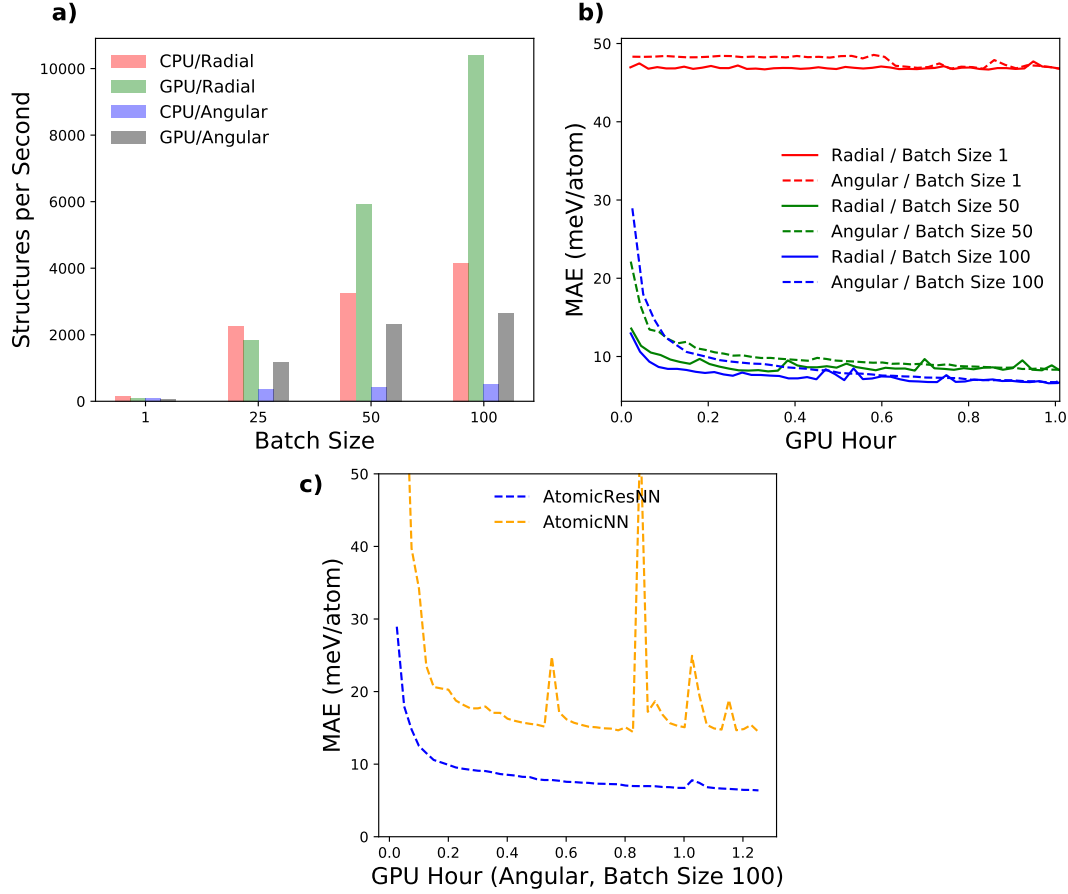 a)
Structures per Second
10000
8000
6000
4000
2000
0
CPU/Radial
GPU/Radial
CPU/Angular
GPU/Angular
1 25 50 100
Batch Size
b)
MAE (meV/atom)
50
40
30
20
10
Radial / Batch Size 1
Angular / Batch Size 1
Radial / Batch Size 50
Angular / Batch Size 50
Radial / Batch Size 100
Angular / Batch Size 100
0.0 0.2 0.4 0.6 0.8 1.0
GPU Hour
c)
MAE (meV/atom)
50
40
30
20
10
0
AtomicResNN
AtomicNN
0.0 0.2 0.4 0.6 0.8 1.0 1.2
GPU Hour (Angular, Batch Size 100)